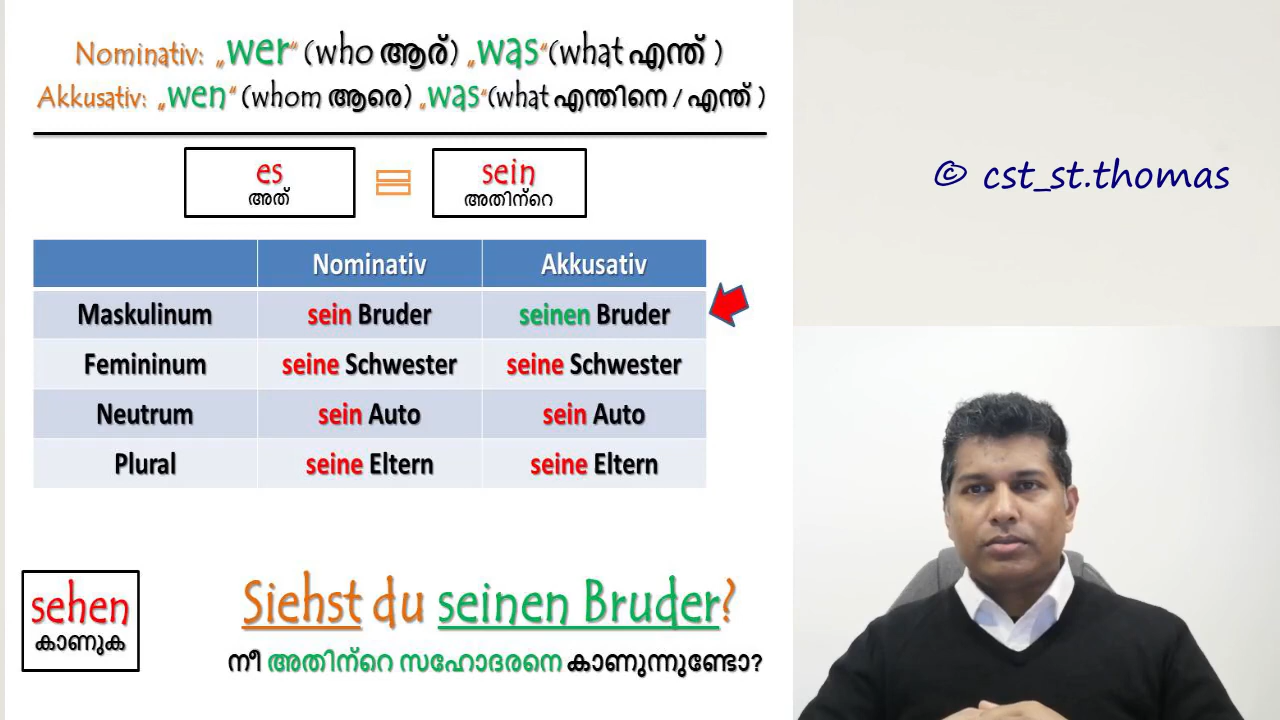 Nominativ: „wer“ (who ആര്) „was“(what എന്ത് )
Akkusativ: „wen“ (whom ആരെ) „was“(what എന്തിനെ / എന്ത് )
es = sein
അത് അതിന്റെ
Nominativ Akkusativ
Maskulinum sein Bruder seinen Bruder
Femininum seine Schwester seine Schwester
Neutrum sein Auto sein Auto
Plural seine Eltern seine Eltern
sehen
കാണുക
Siehst du seinen Bruder?
നീ അതിന്റെ സഹോദരനെ കാണുന്നുണ്ടോ?
© cst_st.thomas